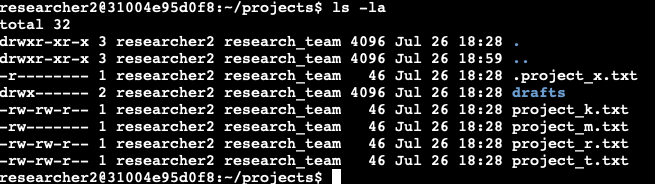 researcher2@31004e95d0f8:~/projects$ ls -la
total 32
drwxr-xr-x 3 researcher2 research_team 4096 Jul 26 18:28 .
drwxr-xr-x 3 researcher2 research_team 4096 Jul 26 18:59 ..
-r-------- 1 researcher2 research_team   46 Jul 26 18:28 .project_x.txt
drwx------ 2 researcher2 research_team 4096 Jul 26 18:28 drafts
-rw-rw-r-- 1 researcher2 research_team   46 Jul 26 18:28 project_k.txt
-rw------- 1 researcher2 research_team   46 Jul 26 18:28 project_m.txt
-rw-rw-r-- 1 researcher2 research_team   46 Jul 26 18:28 project_r.txt
-rw-rw-r-- 1 researcher2 research_team   46 Jul 26 18:28 project_t.txt
researcher2@31004e95d0f8:~/projects$